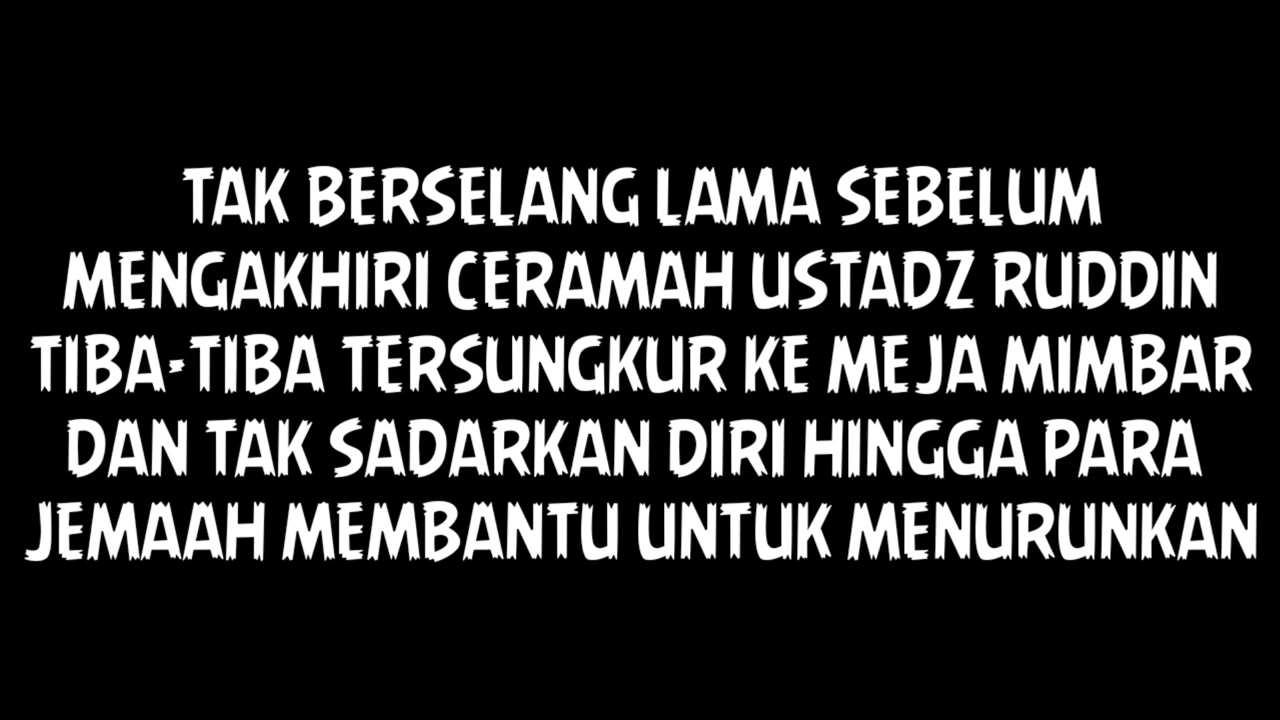 TAK BERSELANG LAMA SEBELUM
MENGAKHIRI CERAMAH USTADZ RUDDIN
TIBA-TIBA TERSUNGKUR KE MEJA MIMBAR
DAN TAK SADARKAN DIRI HINGGA PARA
JEMAAH MEMBANTU UNTUK MENURUNKAN